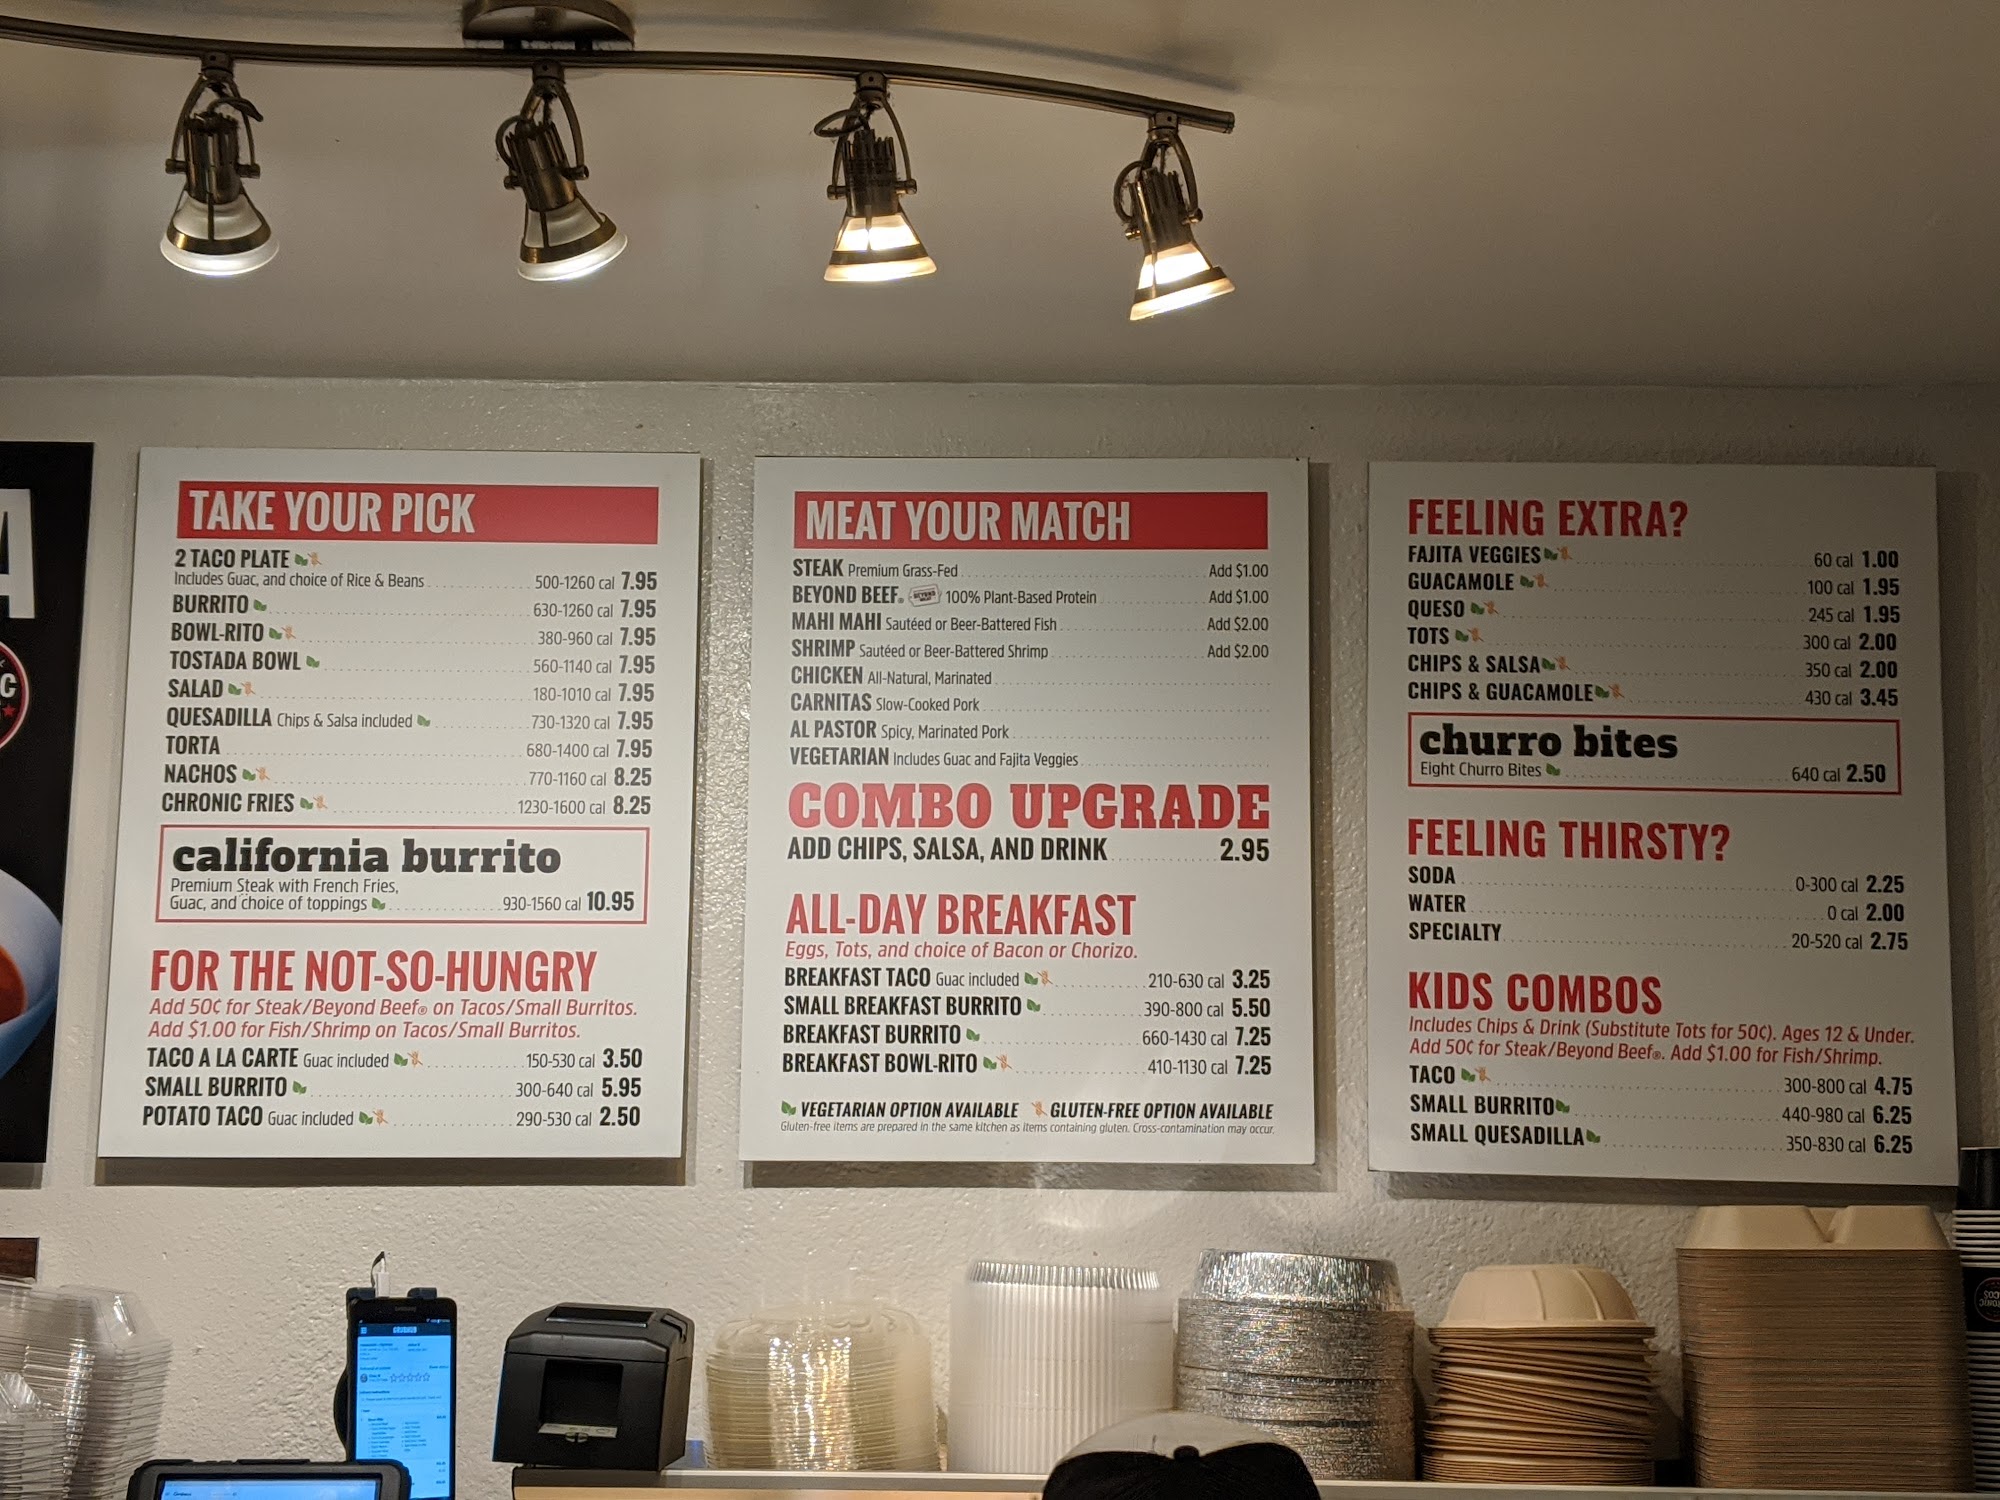 TAKE YOUR PICK
2 TACO PLATE
Includes Guac, and choice of Rice & Beans 500-1260 cal 7.95
BURRITO 630-1260 cal 7.95
BOWL-RITO 380-960 cal 7.95
TOSTADA BOWL 560-1140 cal 7.95
SALAD 180-1010 cal 7.95
QUESADILLA Chips & Salsa included 730-1320 cal 7.95
TORTA 680-1400 cal 7.95
NACHOS 770-1160 cal 8.25
CHRONIC FRIES 1230-1600 cal 8.25
california burrito
Premium Steak with French Fries,
Guac, and choice of toppings 930-1560 cal 10.95
FOR THE NOT-SO-HUNGRY
Add 50¢ for Steak/Beyond Beef® on Tacos/Small Burritos.
Add $1.00 for Fish/Shrimp on Tacos/Small Burritos.
TACO A LA CARTE Guac included 150-530 cal 3.50
SMALL BURRITO 300-640 cal 5.95
POTATO TACO Guac included 290-530 cal 2.50
MEAT YOUR MATCH
STEAK Premium Grass-Fed Add $1.00
BEYOND BEEF® 100% Plant-Based Protein Add $1.00
MAHI MAHI Sautéed or Beer-Battered Fish Add $2.00
SHRIMP Sautéed or Beer-Battered Shrimp Add $2.00
CHICKEN All-Natural, Marinated
CARNITAS Slow-Cooked Pork
AL PASTOR Spicy, Marinated Pork
VEGETARIAN Includes Guac and Fajita Veggies
COMBO UPGRADE
ADD CHIPS, SALSA, AND DRINK 2.95
ALL-DAY BREAKFAST
Eggs, Tots, and choice of Bacon or Chorizo.
BREAKFAST TACO Guac included 210-630 cal 3.25
SMALL BREAKFAST BURRITO 390-800 cal 5.50
BREAKFAST BURRITO 660-1430 cal 7.25
BREAKFAST BOWL-RITO 410-1130 cal 7.25
VEGETARIAN OPTION AVAILABLE GLUTEN-FREE OPTION AVAILABLE
Gluten-free items are prepared in the same kitchen as items containing gluten. Cross-contamination may occur.
FEELING EXTRA?
FAJITA VEGGIES 60 cal 1.00
GUACAMOLE 100 cal 1.95
QUESO 245 cal 1.95
TOTS 300 cal 2.00
CHIPS & SALSA 350 cal 2.00
CHIPS & GUACAMOLE 430 cal 3.45
churro bites
Eight Churro Bites 640 cal 2.50
FEELING THIRSTY?
SODA 0-300 cal 2.25
WATER 0 cal 2.00
SPECIALTY 20-520 cal 2.75
KIDS COMBOS
Includes Chips & Drink (Substitute Tots for 50¢). Ages 12 & Under.
Add 50¢ for Steak/Beyond Beef®. Add $1.00 for Fish/Shrimp.
TACO 300-800 cal 4.75
SMALL BURRITO 440-980 cal 6.25
SMALL QUESADILLA 350-830 cal 6.25